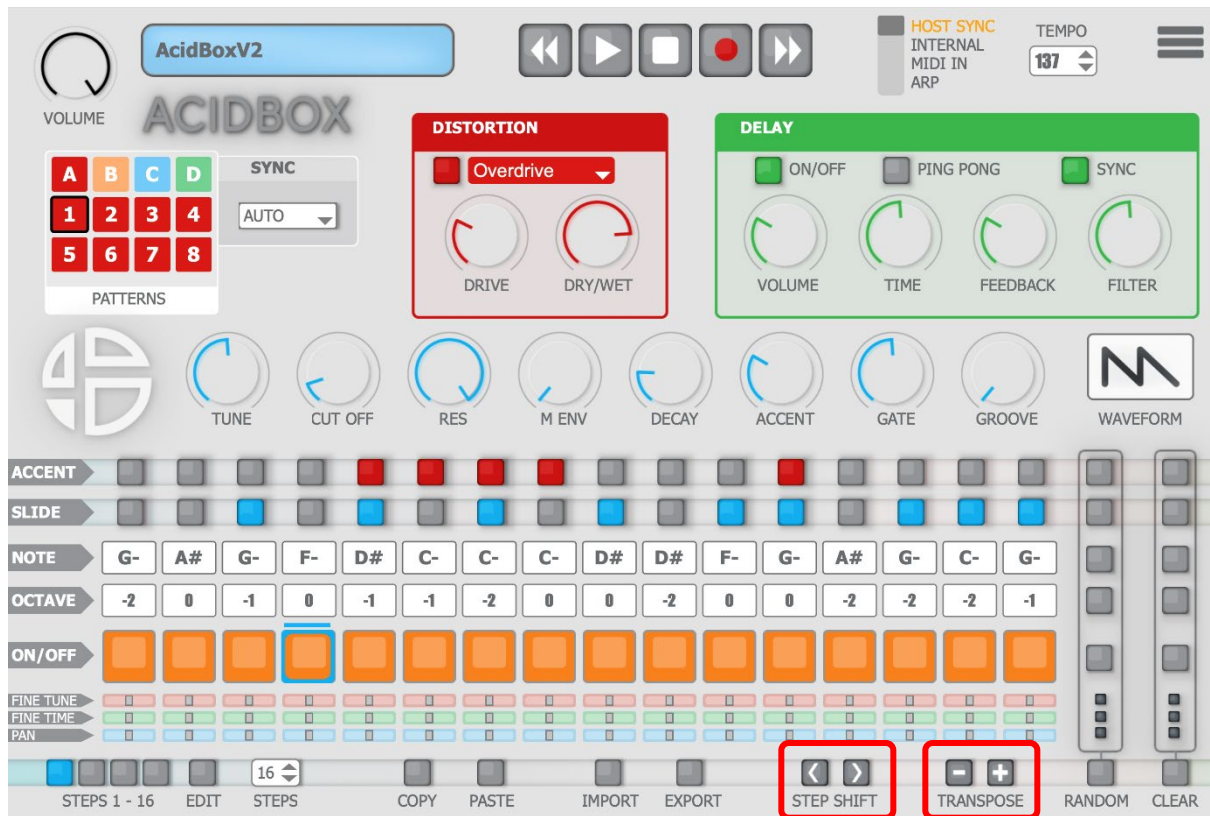 AcidBoxV2
HOST SYNC
INTERNAL
MIDI IN
ARP
TEMPO
137
VOLUME
ACIDBOX
A B C D
1 2 3 4
5 6 7 8
PATTERNS
SYNC
AUTO
DISTORTION
Overdrive
DRIVE DRY/WET
DELAY
ON/OFF PING PONG SYNC
VOLUME TIME FEEDBACK FILTER
TUNE CUT OFF RES M ENV DECAY ACCENT GATE GROOVE WAVEFORM
ACCENT
SLIDE
NOTE G- A# G- F- D# C- C- C- D# D# F- G- A# G- C- G-
OCTAVE -2 0 -1 0 -1 -1 -2 0 0 -2 0 0 -2 -2 -2 -1
ON/OFF
FINE TUNE
FINE TIME
PAN
16
STEPS 1 - 16 EDIT STEPS COPY PASTE IMPORT EXPORT STEP SHIFT TRANSPOSE RANDOM CLEAR